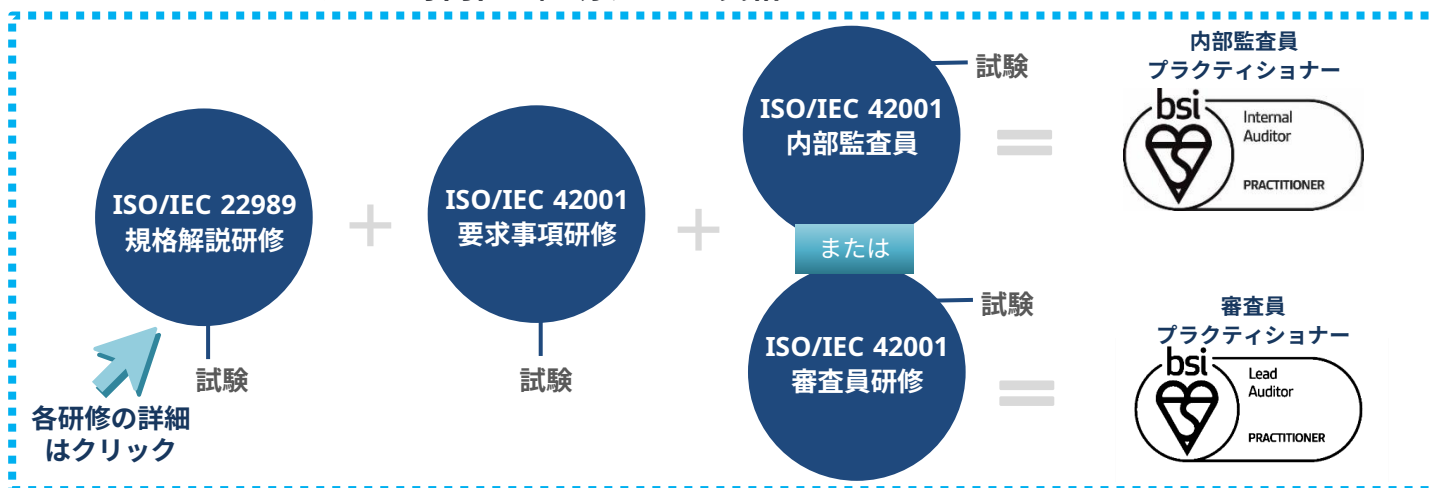 ISO/IEC 22989
規格解説研修
試験
各研修の詳細
はクリック
+
ISO/IEC 42001
要求事項研修
試験
+
ISO/IEC 42001
内部監査員
試験
または
ISO/IEC 42001
審査員研修
試験
=
内部監査員
プラクティショナー
bsi
Internal
Auditor
PRACTITIONER
=
審査員
プラクティショナー
bsi
Lead
Auditor
PRACTITIONER